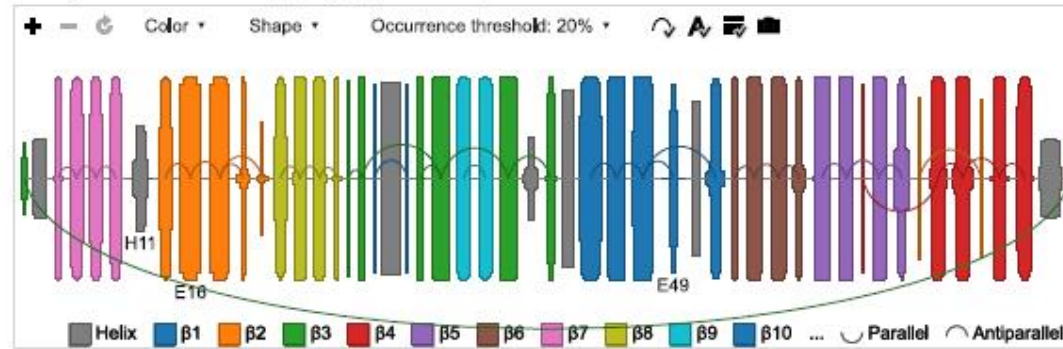 Color ▾ Shape ▾ Occurrence threshold: 20% ▾
H11
E16
E49
Helix β1 β2 β3 β4 β5 β6 β7 β8 β9 β10 ... Parallel Antiparallel